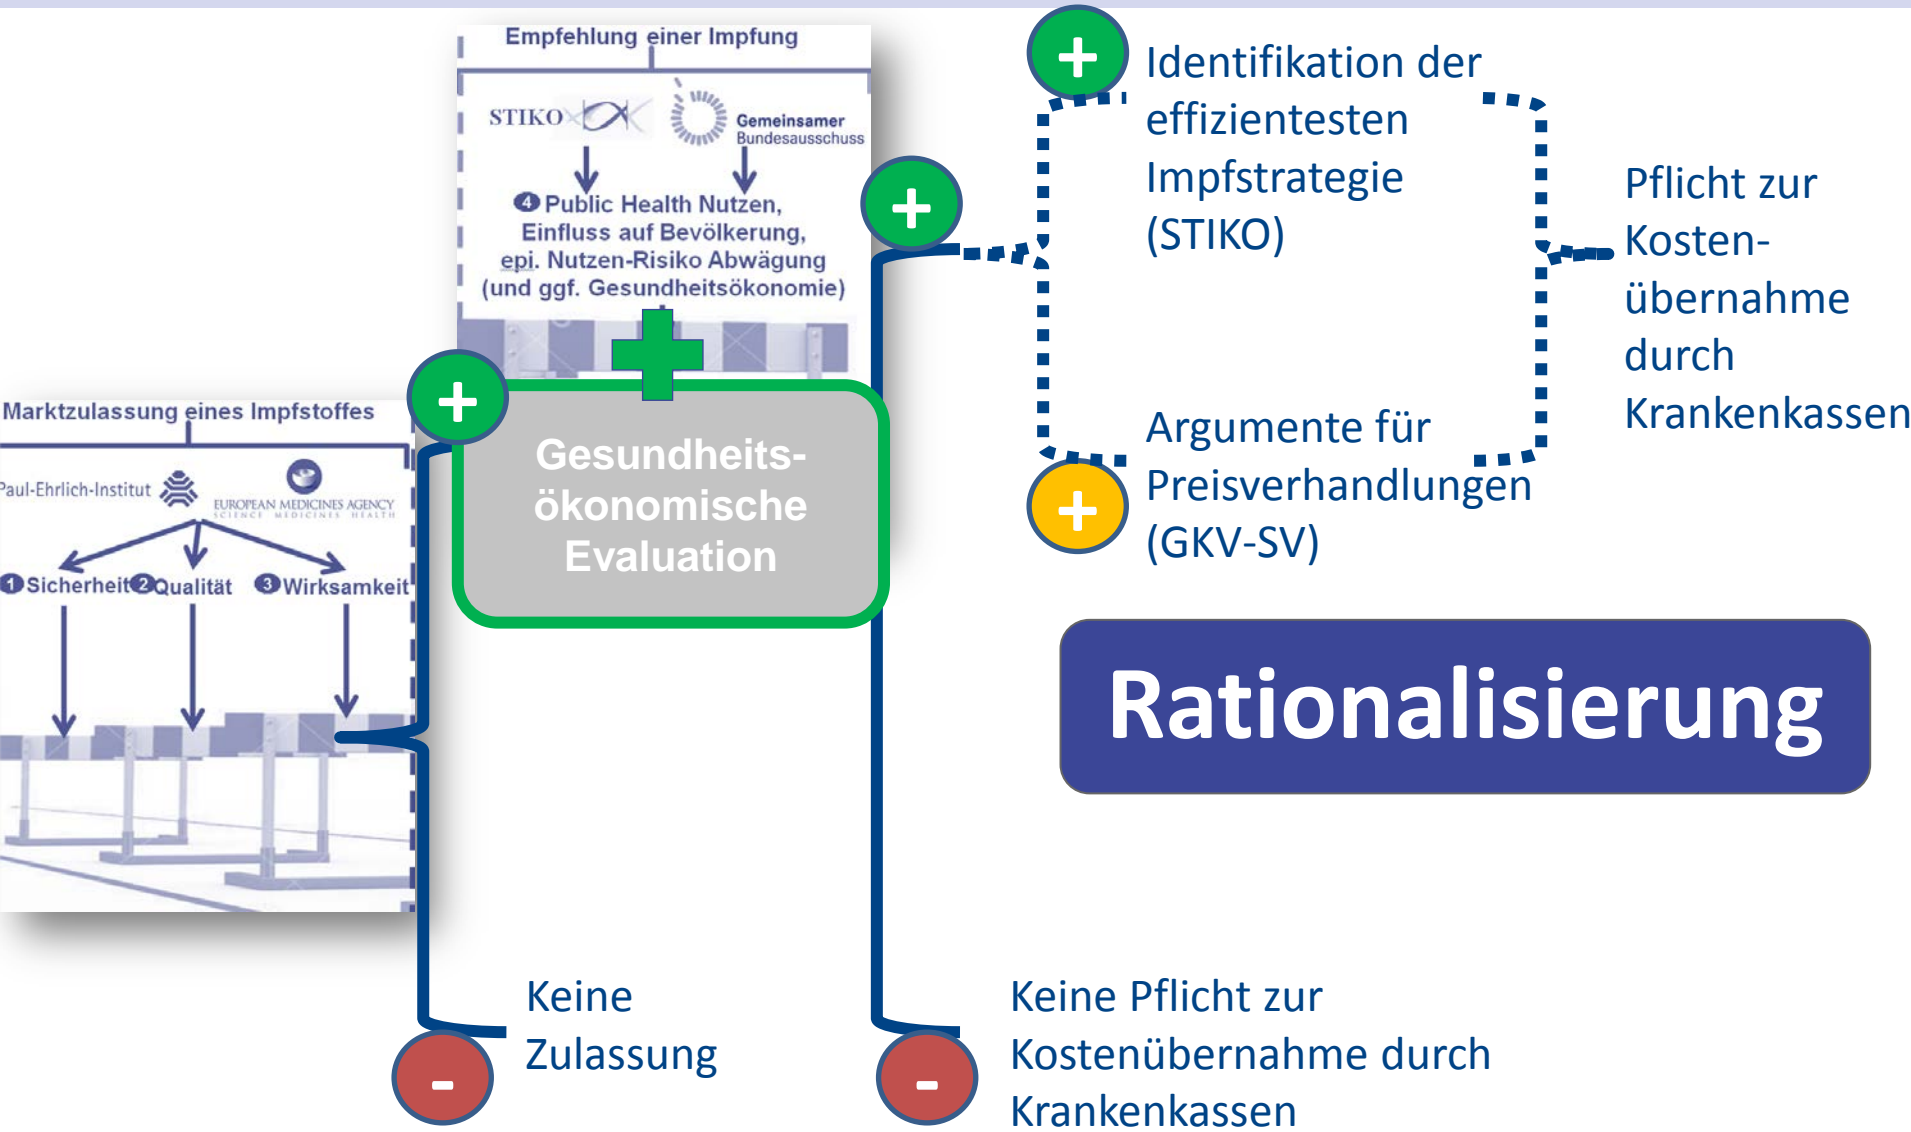 Empfehlung einer Impfung
STIKO
Gemeinsamer
Bundesausschuss
4 Public Health Nutzen,
Einfluss auf Bevölkerung,
epi. Nutzen-Risiko Abwägung
(und ggf. Gesundheitsökonomie)
+
+
Identifikation der
effizientesten
Impfstrategie
(STIKO)
Pflicht zur
Kosten-
übernahme
durch
Krankenkassen
+
Argumente für
Preisverhandlungen
(GKV-SV)
+
Marktzulassung eines Impfstoffes
Paul-Ehrlich-Institut
EUROPEAN MEDICINES AGENCY
SCIENCE MEDICINES HEALTH
1 Sicherheit 2 Qualität 3 Wirksamkeit
Gesundheits-
ökonomische
Evaluation
Rationalisierung
-
Keine
Zulassung
-
Keine Pflicht zur
Kostenübernahme durch
Krankenkassen